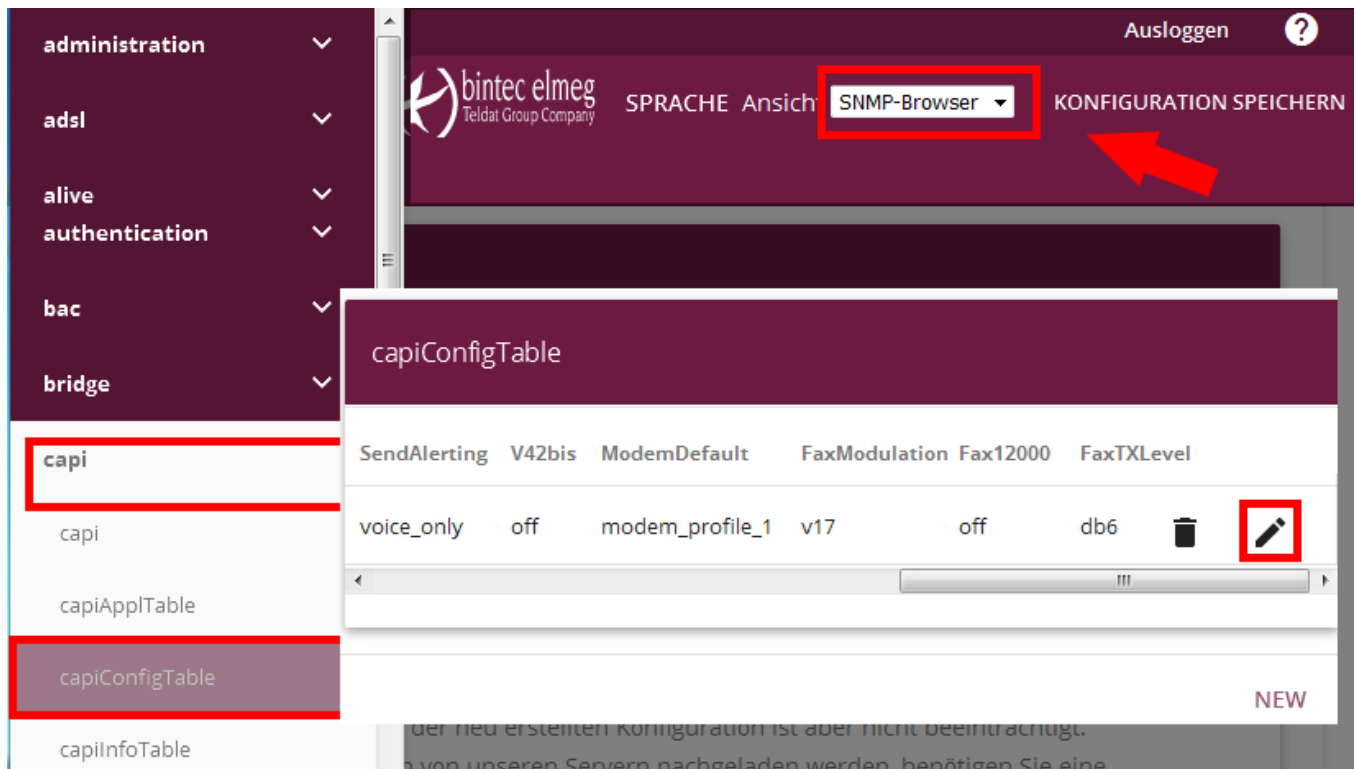 administration
adsl
alive
authentication
bac
bridge
capi
capi
capiApplTable
capiConfigTable
capiInfoTable
Ausloggen ?
bintec elmeg
Teldat Group Company
SPRACHE Ansich SNMP-Browser KONFIGURATION SPEICHERN
capiConfigTable
SendAlerting V42bis ModemDefault FaxModulation Fax12000 FaxTXLevel
voice_only off modem_profile_1 v17 off db6
NEW
der neu erstellten Konfiguration ist aber nicht beeinträchtigt.
von unseren Servern nachgeladen werden, benötigen Sie eine